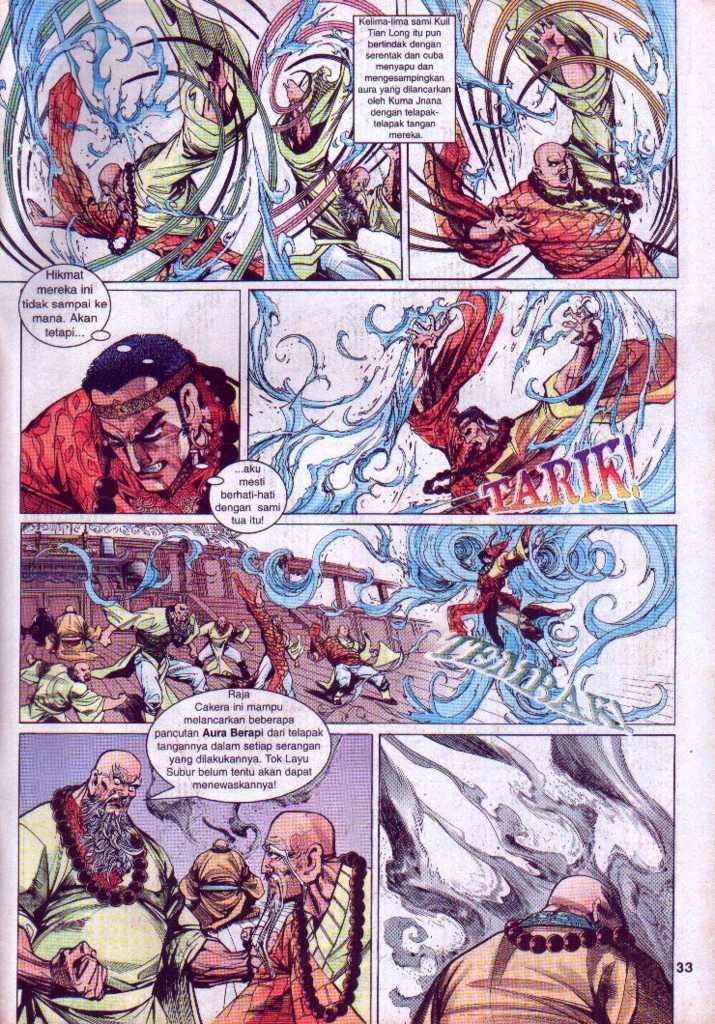 Kelima-lima sami Kuil
Tian Long itu pun
bertindak dengan
serentak dan cuba
menyapu dan
mengesampingkan
aura yang dilancarkan
oleh Kuma Jnana
dengan telapak-
telapak tangan
mereka.
Hikmat
mereka ini
tidak sampai ke
mana. Akan
tetapi...
...aku
mesti
berhati-hati
dengan sami
tua itu!
TARIK!
TEMBAK!
Raja
Cakera ini mampu
melancarkan beberapa
pancutan Aura Berapi dari telapak
tangannya dalam setiap serangan
yang dilakukannya. Tok Layu
Subur belum tentu akan dapat
menewaskannya!
33